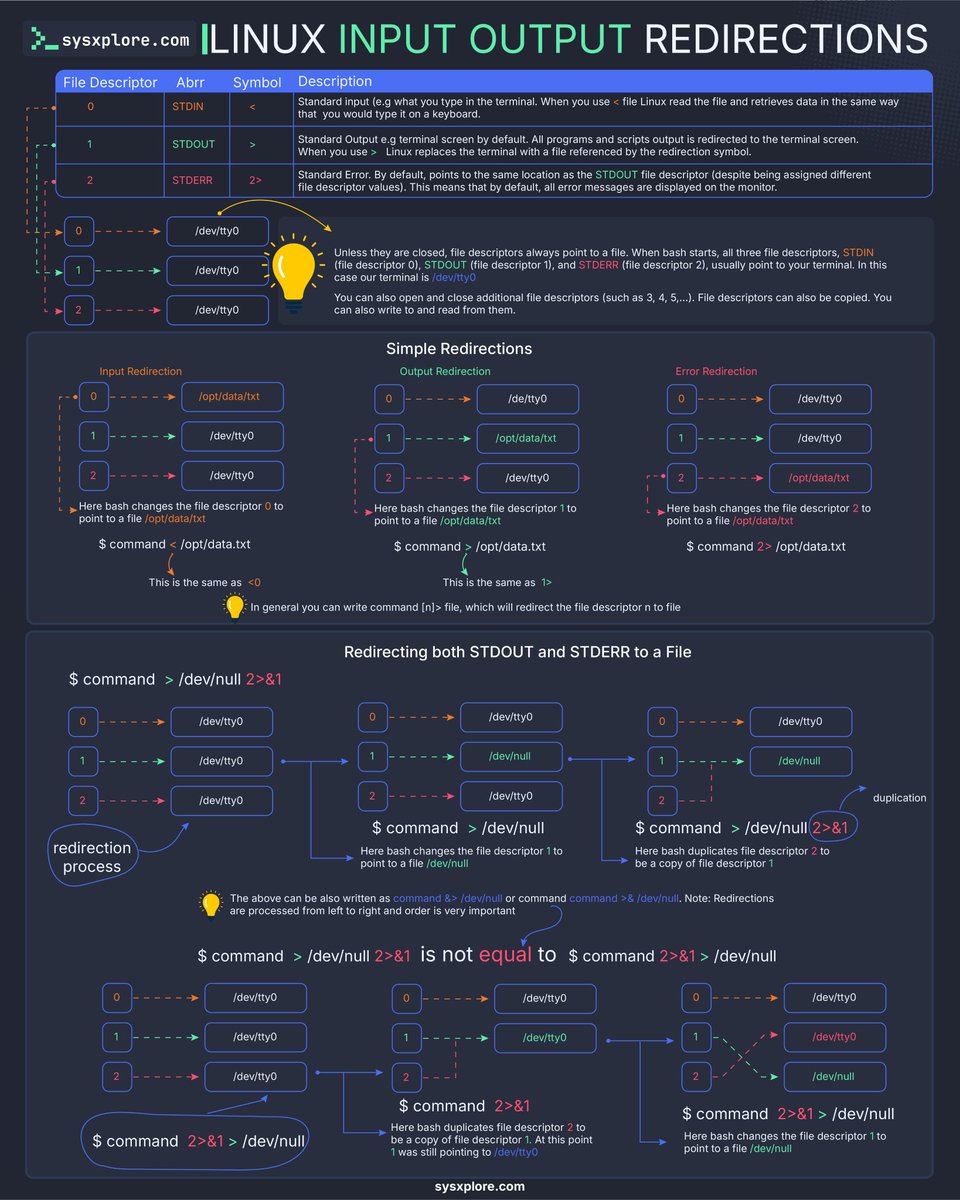 sysxplore.com
LINUX INPUT OUTPUT REDIRECTIONS
File Descriptor Abrr Symbol Description
0 STDIN < Standard input (e.g what you type in the terminal. When you use < file Linux read the file and retrieves data in the same way
that you would type it on a keyboard.
1 STDOUT > Standard Output e.g terminal screen by default. All programs and scripts output is redirected to the terminal screen.
When you use > Linux replaces the terminal with a file referenced by the redirection symbol.
2 STDERR 2> Standard Error. By default, points to the same location as the STDOUT file descriptor (despite being assigned different
file descriptor values). This means that by default, all error messages are displayed on the monitor.
0 /dev/tty0
1 /dev/tty0
2 /dev/tty0
Unless they are closed, file descriptors always point to a file. When bash starts, all three file descriptors, STDIN
(file descriptor 0), STDOUT (file descriptor 1), and STDERR (file descriptor 2), usually point to your terminal. In this
case our terminal is /dev/tty0
You can also open and close additional file descriptors (such as 3, 4, 5,...). File descriptors can also be copied. You
can also write to and read from them.
Simple Redirections
Input Redirection
0 /opt/data/txt
1 /dev/tty0
2 /dev/tty0
Here bash changes the file descriptor 0 to
point to a file /opt/data/txt
$ command < /opt/data.txt
This is the same as <0
Output Redirection
0 /de/tty0
1 /opt/data/txt
2 /dev/tty0
Here bash changes the file descriptor 1 to
point to a file /opt/data/txt
$ command > /opt/data.txt
This is the same as 1>
Error Redirection
0 /dev/tty0
1 /dev/tty0
2 /opt/data/txt
Here bash changes the file descriptor 2 to
point to a file /opt/data/txt
$ command 2> /opt/data.txt
In general you can write command [n]> file, which will redirect the file descriptor n to file
Redirecting both STDOUT and STDERR to a File
$ command > /dev/null 2>&1
0 /dev/tty0
1 /dev/tty0
2 /dev/tty0
redirection
process
0 /dev/tty0
1 /dev/null
2 /dev/tty0
$ command > /dev/null
Here bash changes the file descriptor 1 to
point to a file /dev/null
0 /dev/tty0
1 /dev/null
2
duplication
$ command > /dev/null 2>&1
Here bash duplicates file descriptor 2 to
be a copy of file descriptor 1
The above can be also written as command &> /dev/null or command command >& /dev/null. Note: Redirections
are processed from left to right and order is very important
$ command > /dev/null 2>&1 is not equal to $ command 2>&1 > /dev/null
0 /dev/tty0
1 /dev/tty0
2 /dev/tty0
$ command 2>&1 > /dev/null
0 /dev/tty0
1 /dev/tty0
2
$ command 2>&1
Here bash duplicates file descriptor 2 to
be a copy of file descriptor 1. At this point
1 was still pointing to /dev/tty0
0 /dev/tty0
1 /dev/tty0
2 /dev/null
$ command 2>&1 > /dev/null
Here bash changes the file descriptor 1 to
point to a file /dev/null
sysxplore.com